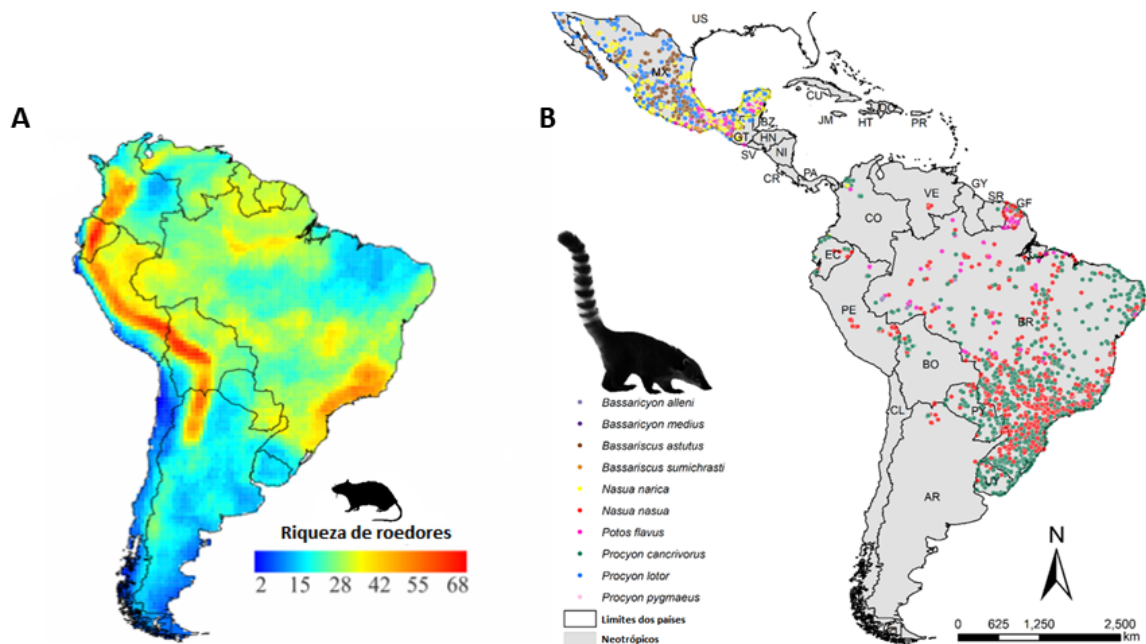 A
Riqueza de roedores
2 15 28 42 55 68
B
US
MX
CU
JM
HT
PR
BZ
GT
HN
SV
NI
CR
PA
VE
GY
SR
GF
CO
EC
PE
BR
BO
PY
CL
AR
UY
Bassaricyon alleni
Bassaricyon medius
Bassariscus astutus
Bassariscus sumichrasti
Nasua narica
Nasua nasua
Potos flavus
Procyon cancrivorus
Procyon lotor
Procyon pygmaeus
Limites dos países
Neotrópicos
N
0 625 1,250 2,500
km